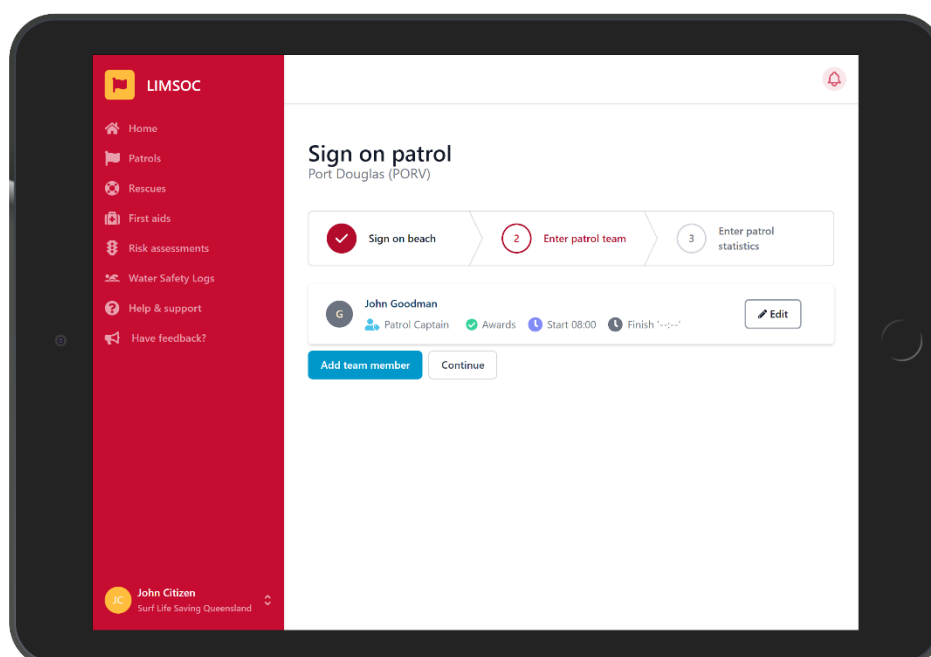 LIMSOC
Home
Patrols
Rescues
First aids
Risk assessments
Water Safety Logs
Help & support
Have feedback?
John Citizen
Surf Life Saving Queensland
JC
Sign on patrol
Port Douglas (PORV)
Sign on beach
2
Enter patrol team
3
Enter patrol
statistics
G
John Goodman
Patrol Captain Awards Start 08:00 Finish '--:--'
Edit
Add team member
Continue